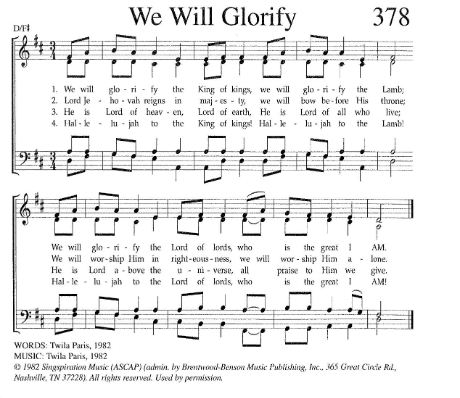 We Will Glorify 378
D/F#
1. We will glo - ri - fy the King of kings, we will glo - ri - fy the Lamb;
2. Lord Je - ho - vah reigns in maj - es - ty, we will bow be - fore His throne;
3. He is Lord of heav - en, Lord of earth, He is Lord of all who live;
4. Hal - le - lu - jah to the King of kings! Hal - le - lu - jah to the Lamb!
We will glo - ri - fy the Lord of lords, who is the great I AM.
We will wor - ship Him in right - eous - ness, we will wor - ship Him a - lone.
He is Lord a - bove the u - ni - verse, all praise to Him we give.
Hal - le - lu - jah to the Lord of lords, who is the great I AM!
WORDS: Twila Paris, 1982
MUSIC: Twila Paris, 1982
© 1982 Singspiration Music (ASCAP) (admin. by Brentwood-Benson Music Publishing, Inc., 365 Great Circle Rd.,
Nashville, TN 37228). All rights reserved. Used by permission.